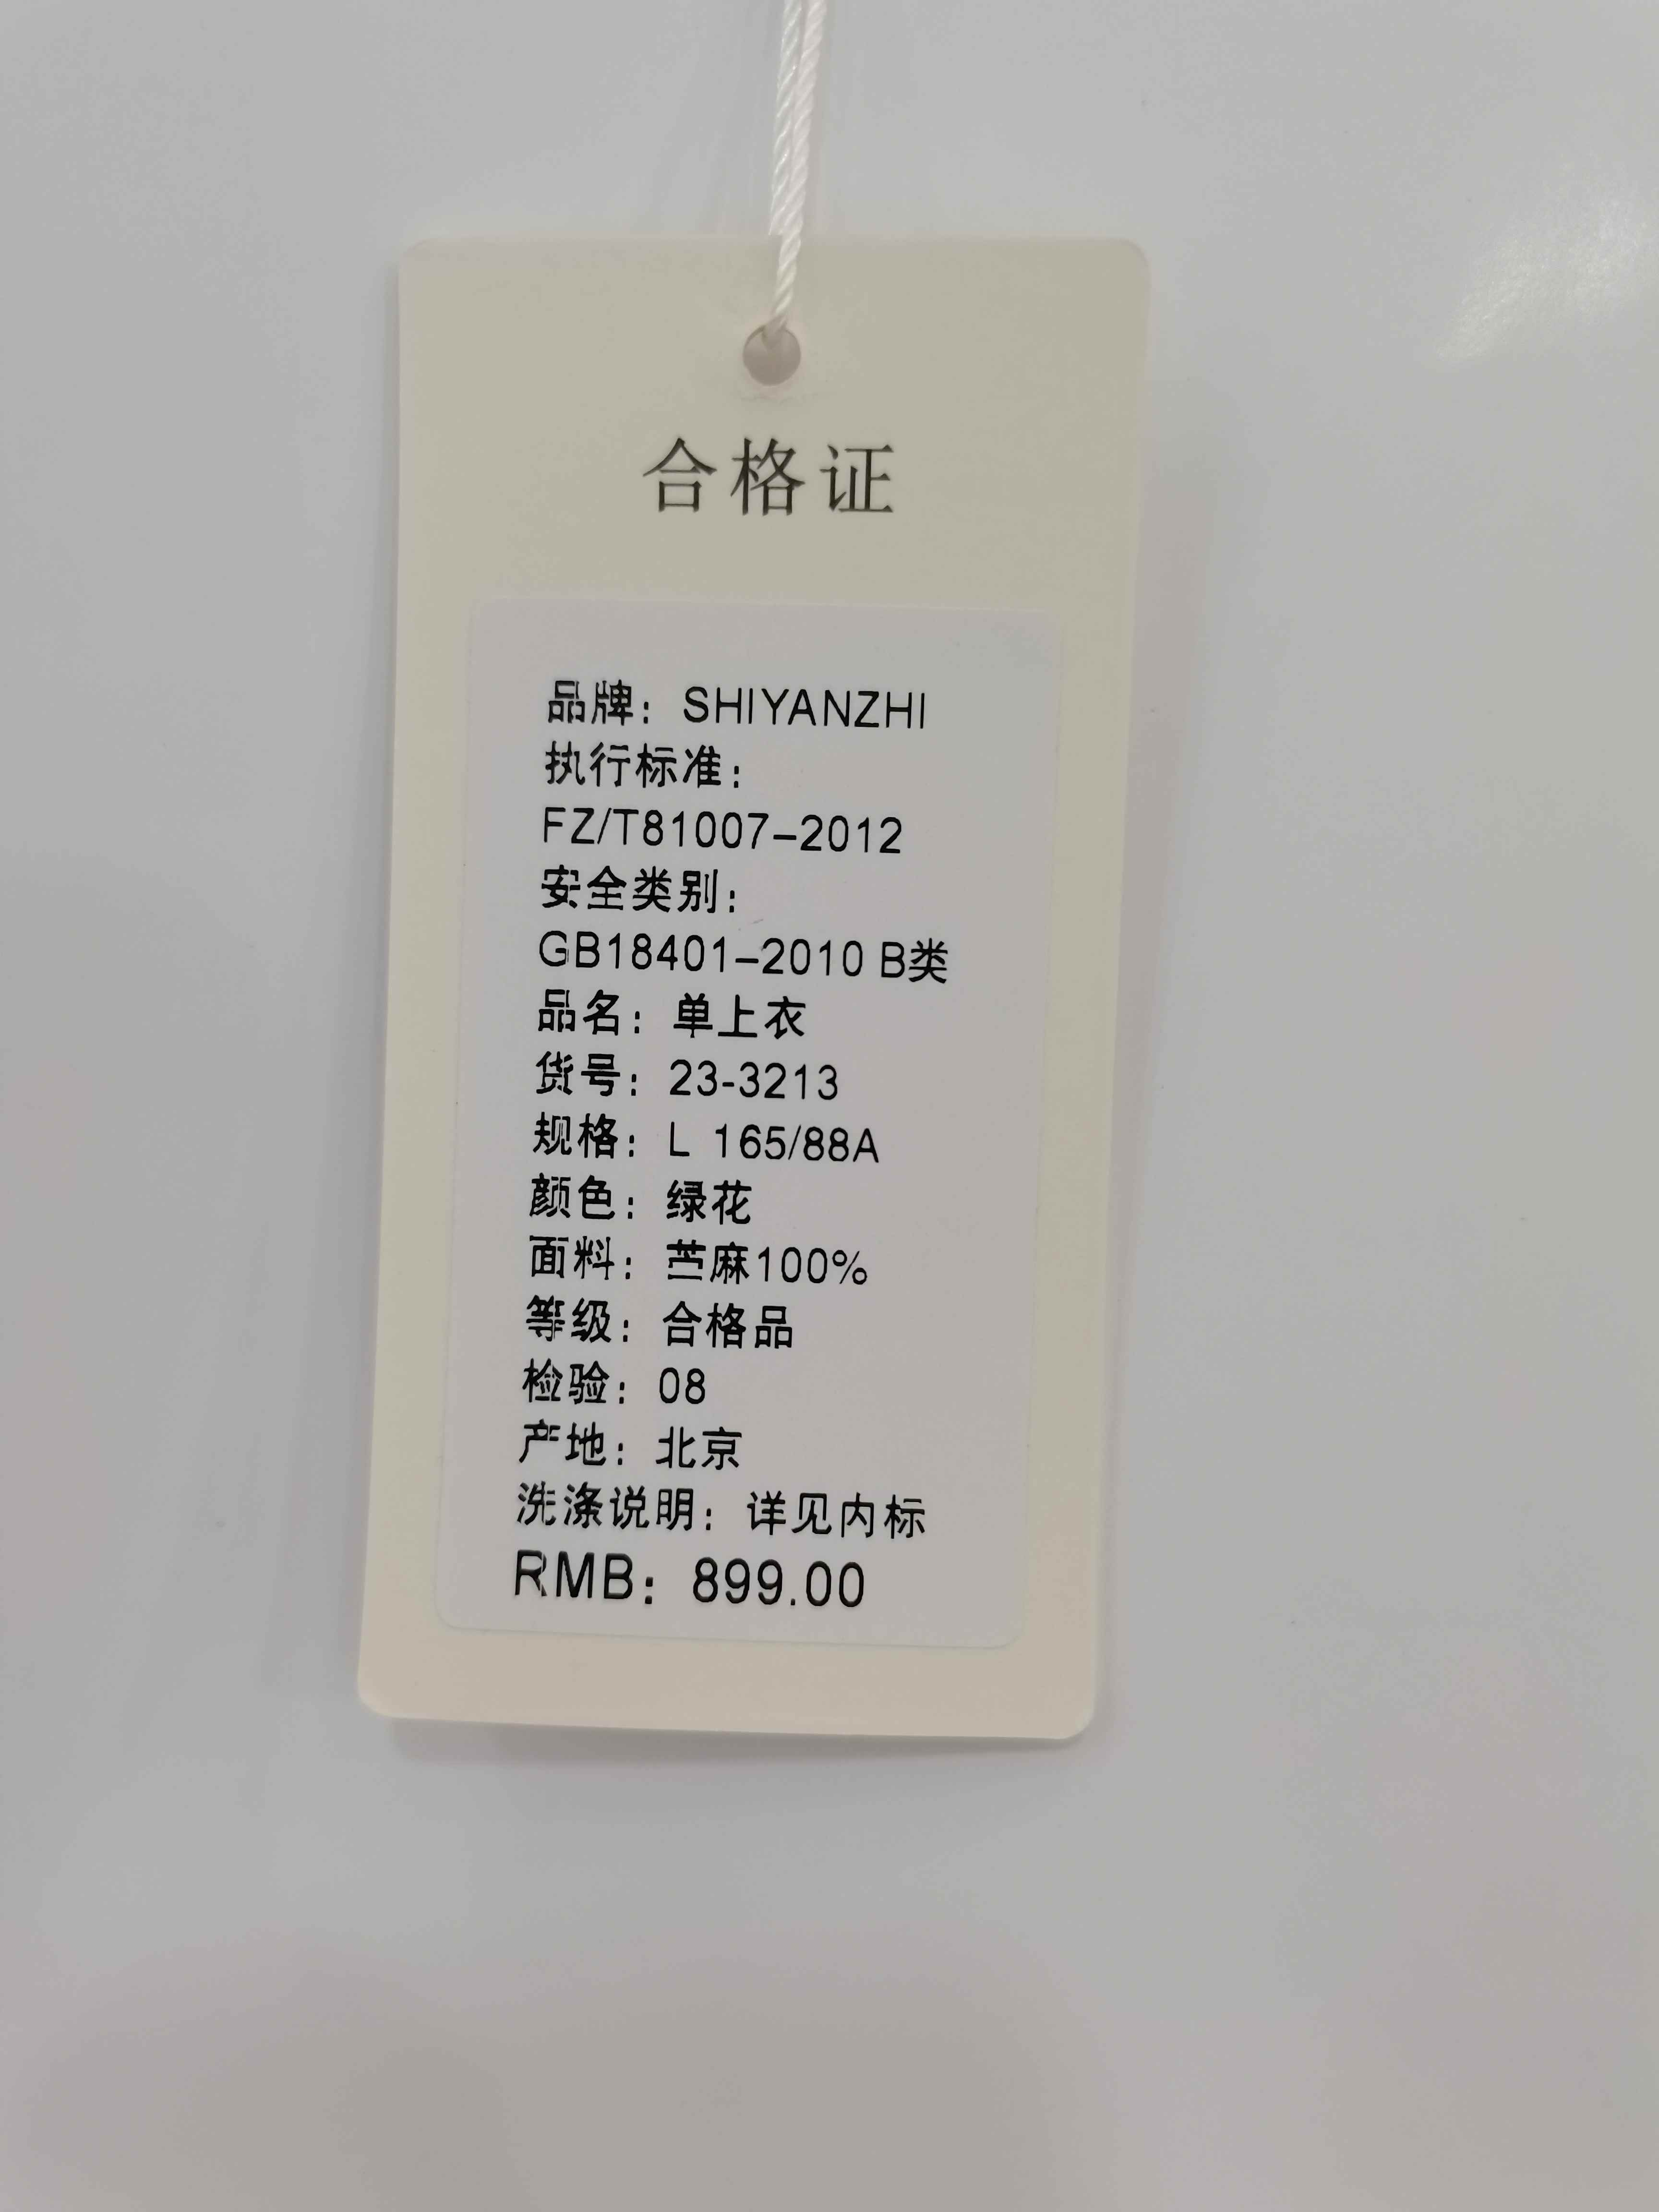 合格证
品牌：SHIYANZHI
执行标准：
FZ/T81007-2012
安全类别：
GB18401-2010 B类
品名：单上衣
货号：23-3213
规格：L 165/88A
颜色：绿花
面料：苎麻100%
等级：合格品
检验：08
产地：北京
洗涤说明：详见内标
RMB：899.00